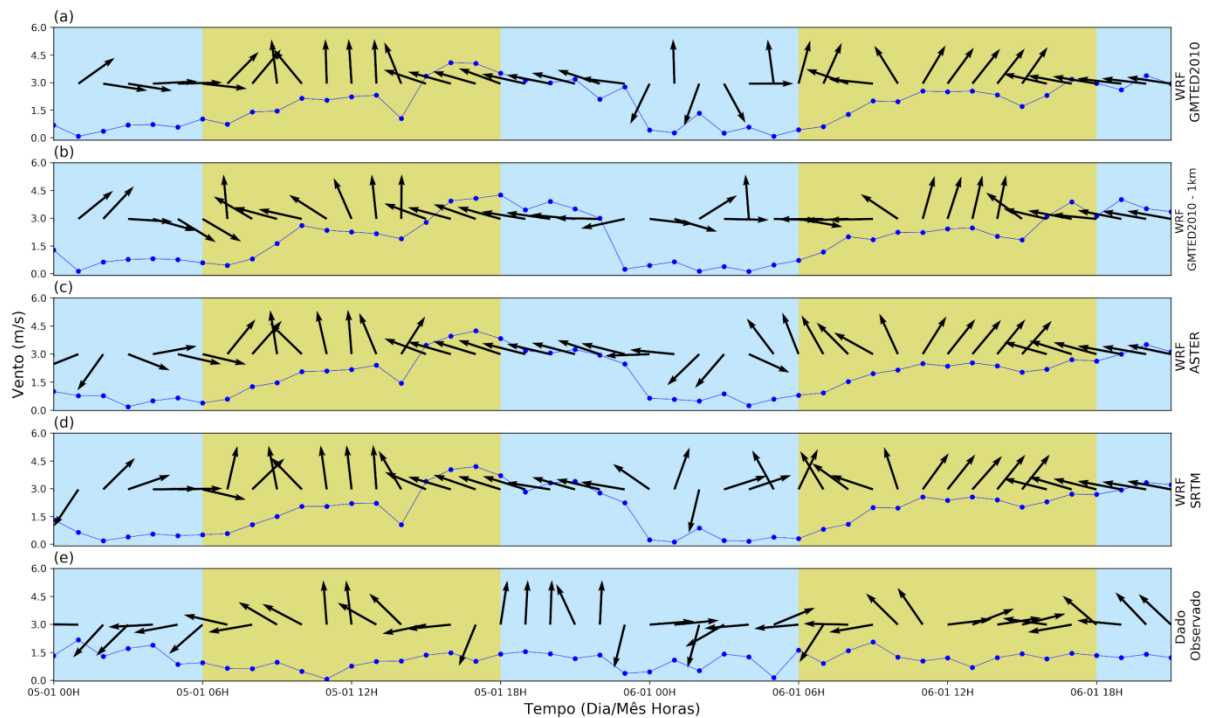 (a)
6.0
4.5
3.0
1.5
0.0
WRF
GMTED2010
(b)
6.0
4.5
3.0
1.5
0.0
WRF
GMTED2010 - 1km
(c)
6.0
4.5
3.0
1.5
0.0
Vento (m/s)
WRF
ASTER
(d)
6.0
4.5
3.0
1.5
0.0
WRF
SRTM
(e)
6.0
4.5
3.0
1.5
0.0
Dado
Observado
05-01 00H
05-01 06H
05-01 12H
05-01 18H
06-01 00H
06-01 06H
06-01 12H
06-01 18H
Tempo (Dia/Mês Horas)